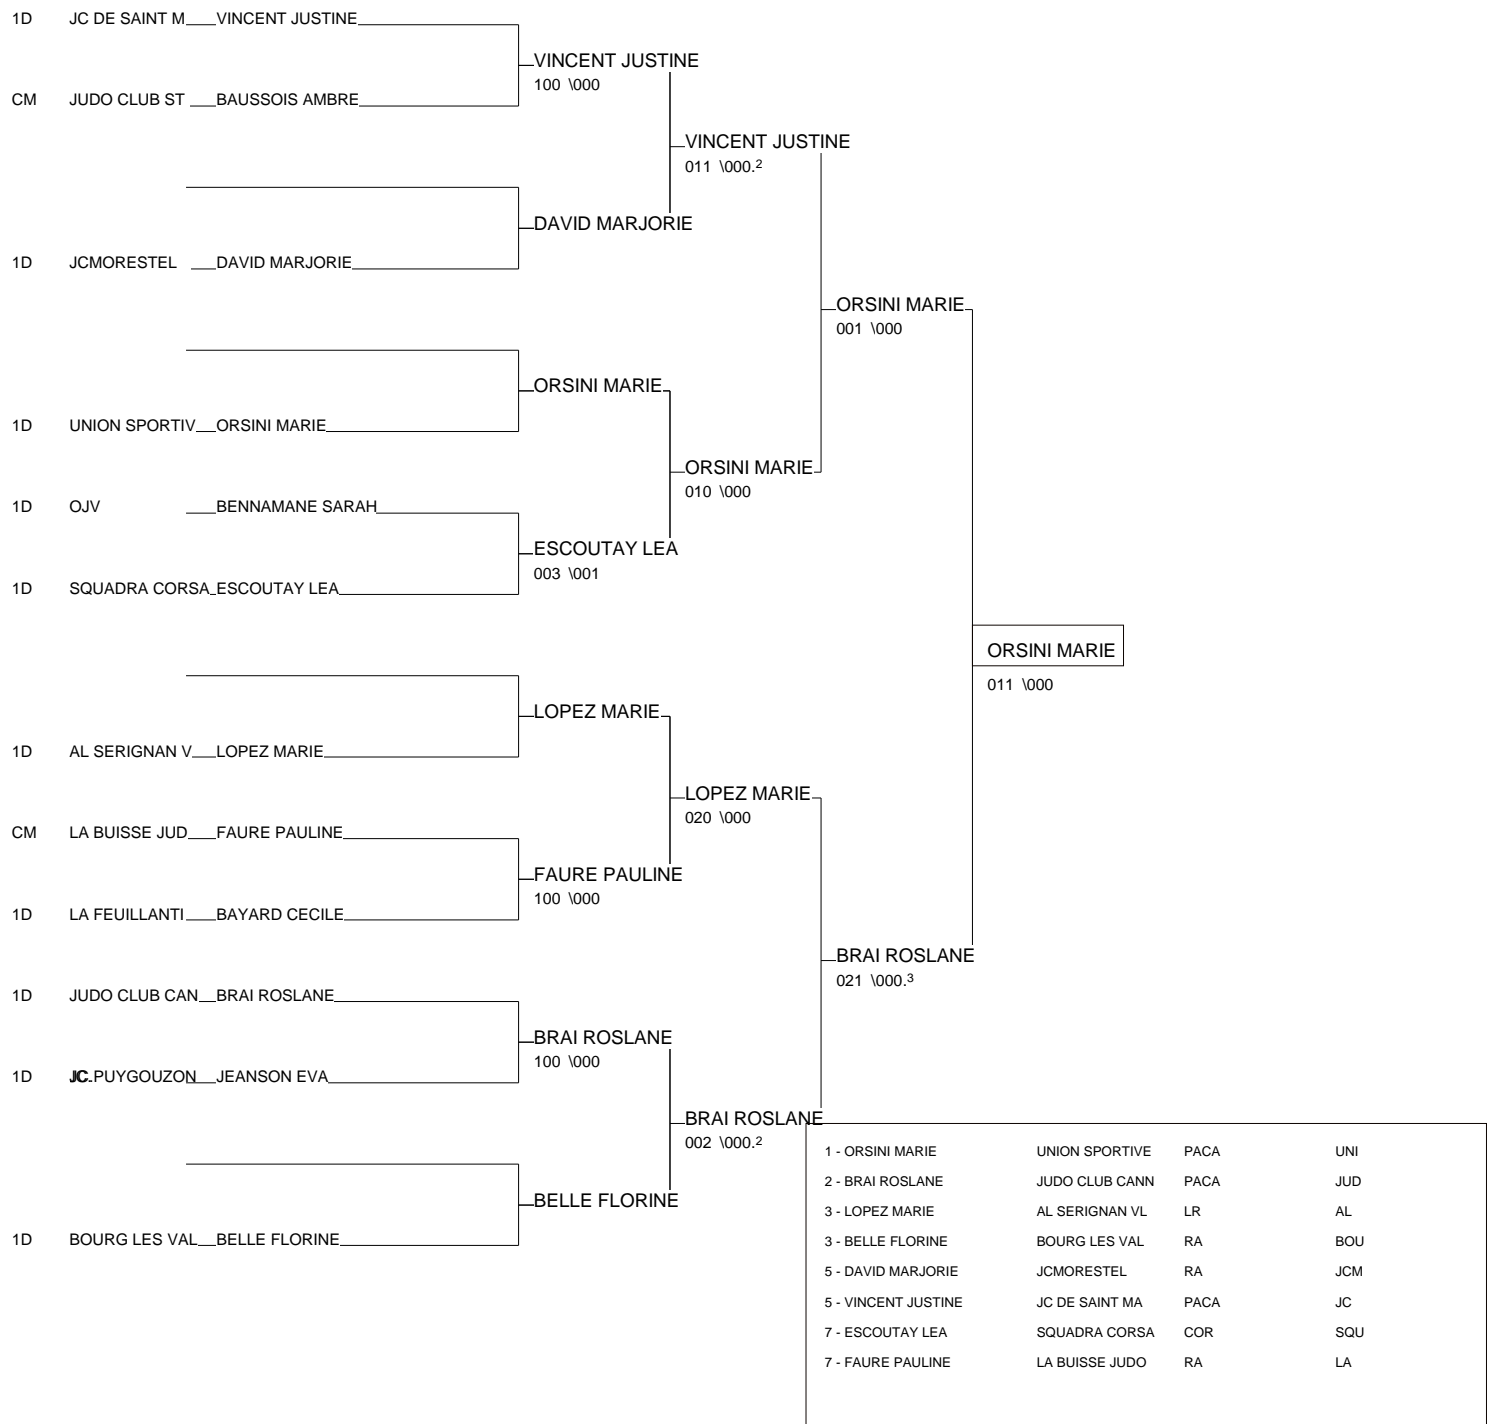 1D JC DE SAINT M VINCENT JUSTINE
VINCENT JUSTINE
100 \000
CM JUDO CLUB ST BAUSSOIS AMBRE
VINCENT JUSTINE
011 \000.2
DAVID MARJORIE
1D JCMORESTEL DAVID MARJORIE
ORSINI MARIE
001 \000
ORSINI MARIE
1D UNION SPORTIV ORSINI MARIE
ORSINI MARIE
010 \000
1D OJV BENNAMANE SARAH
ESCOUTAY LEA
003 \001
1D SQUADRA CORSA ESCOUTAY LEA
ORSINI MARIE
011 \000
LOPEZ MARIE
1D AL SERIGNAN V LOPEZ MARIE
LOPEZ MARIE
020 \000
CM LA BUISSE JUD FAURE PAULINE
FAURE PAULINE
100 \000
1D LA FEUILLANTI BAYARD CECILE
BRAI ROSLANE
021 \000.3
1D JUDO CLUB CAN BRAI ROSLANE
BRAI ROSLANE
100 \000
1D JC.PUYGOUZON JEANSON EVA
BRAI ROSLANE
002 \000.2
BELLE FLORINE
1D BOURG LES VAL BELLE FLORINE
1 - ORSINI MARIE UNION SPORTIVE PACA UNI
2 - BRAI ROSLANE JUDO CLUB CANN PACA JUD
3 - LOPEZ MARIE AL SERIGNAN VL LR AL
3 - BELLE FLORINE BOURG LES VAL RA BOU
5 - DAVID MARJORIE JCMORESTEL RA JCM
5 - VINCENT JUSTINE JC DE SAINT MA PACA JC
7 - ESCOUTAY LEA SQUADRA CORSA COR SQU
7 - FAURE PAULINE LA BUISSE JUDO RA LA